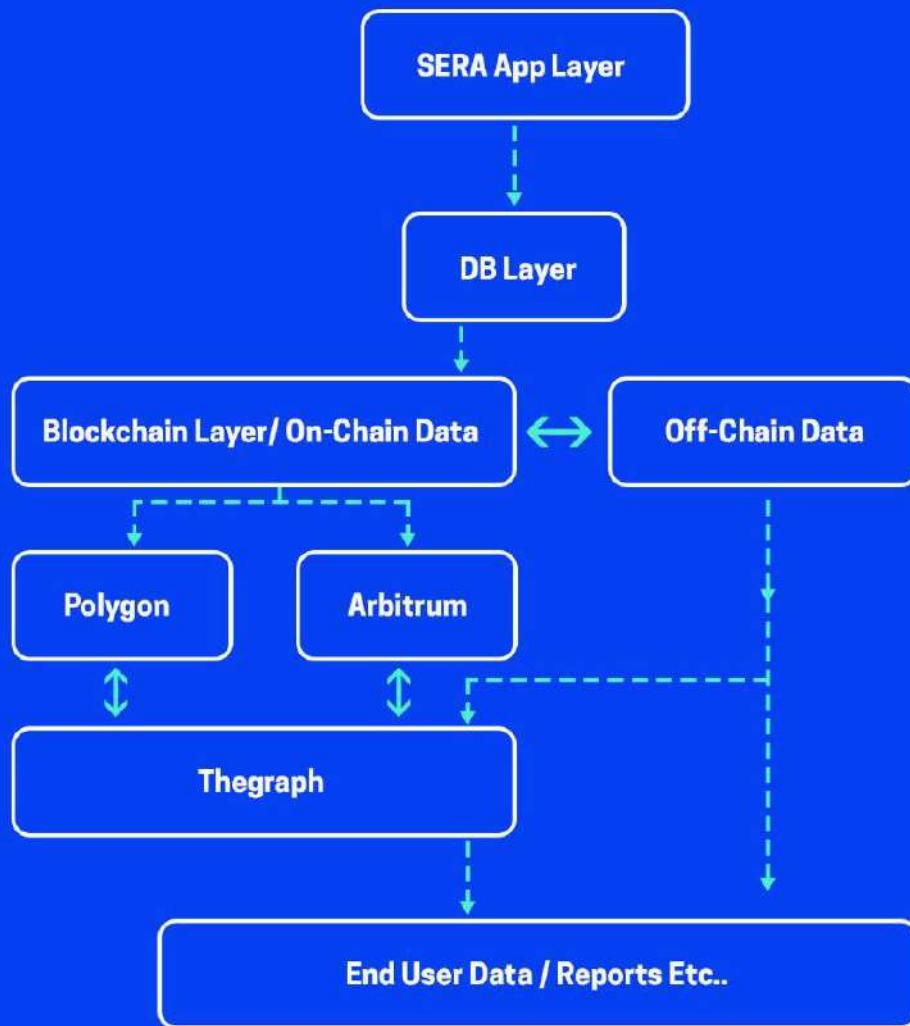 SERA App Layer
DB Layer
Blockchain Layer/ On-Chain Data
Off-Chain Data
Polygon
Arbitrum
Thegraph
End User Data / Reports Etc..